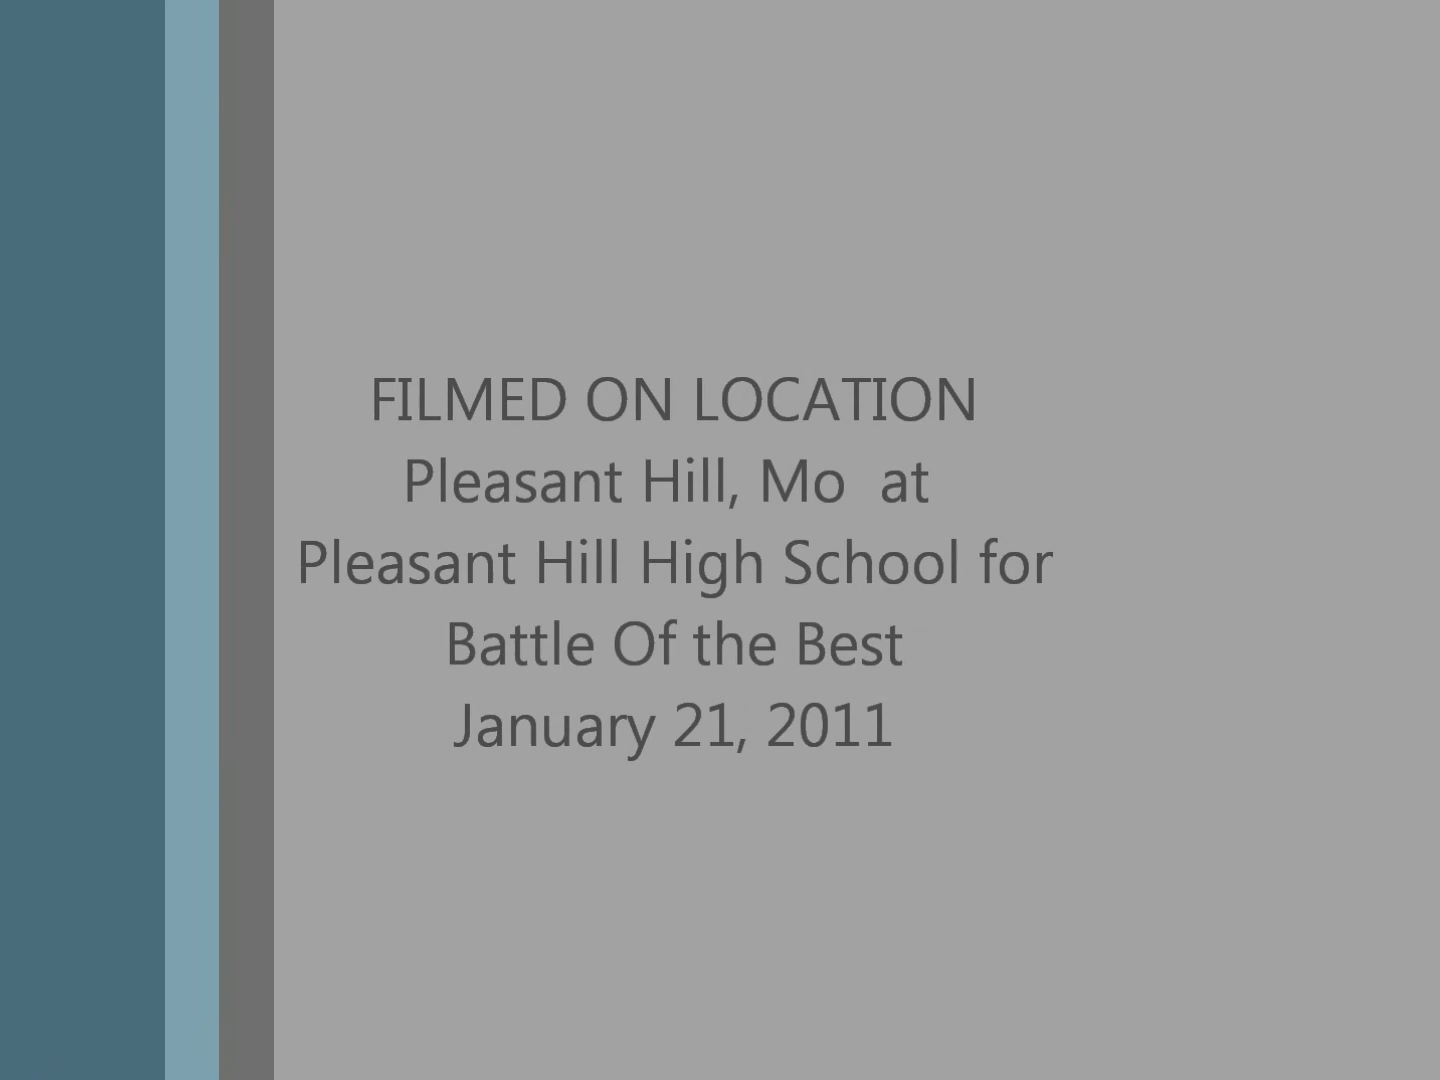 FILMED ON LOCATION
Pleasant Hill, Mo  at
Pleasant Hill High School for
Battle Of the Best
January 21, 2011